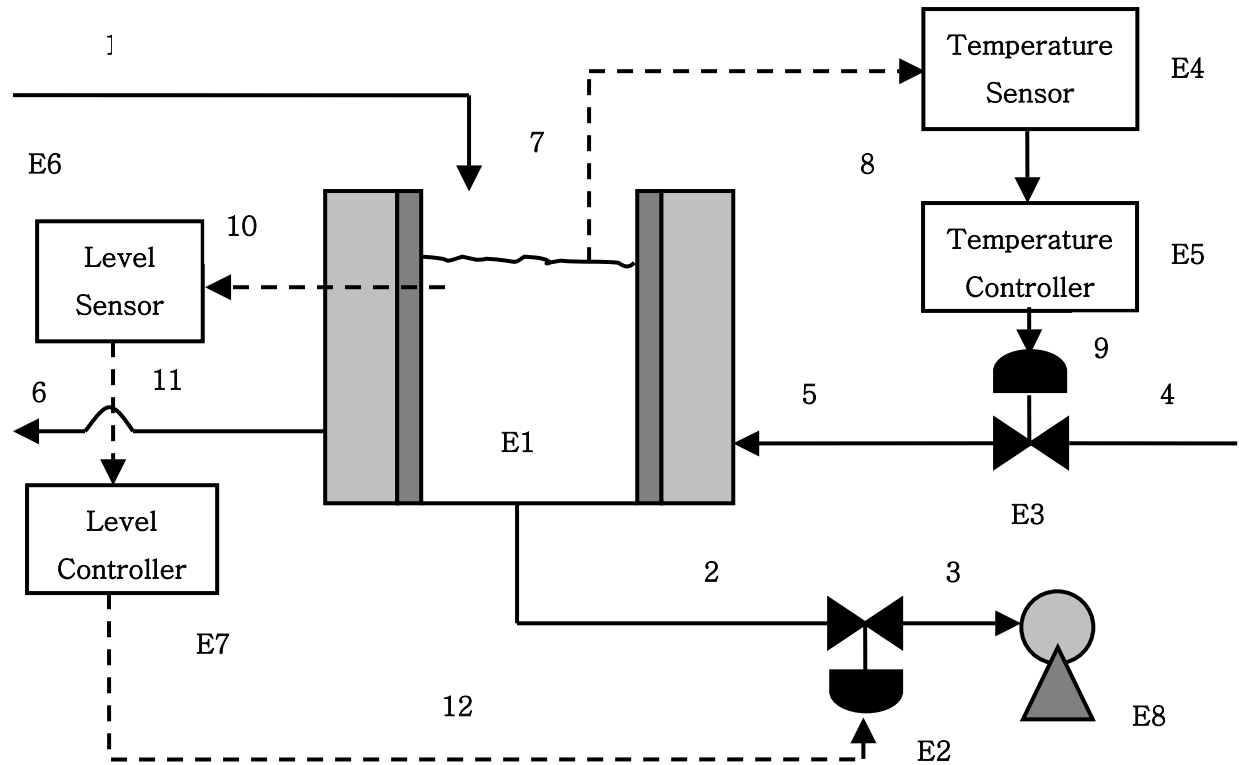 1
Temperature
Sensor
E4
7
8
E6
10
Level
Sensor
Temperature
Controller
E5
9
11
6
5
4
E1
E3
Level
Controller
2
3
E7
12
E8
E2